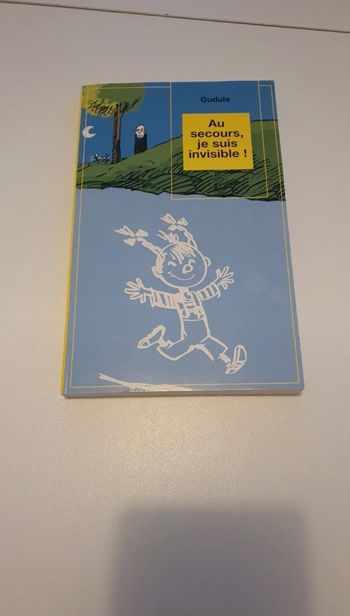 Gudule
Au
secours,
je suis
invisible !